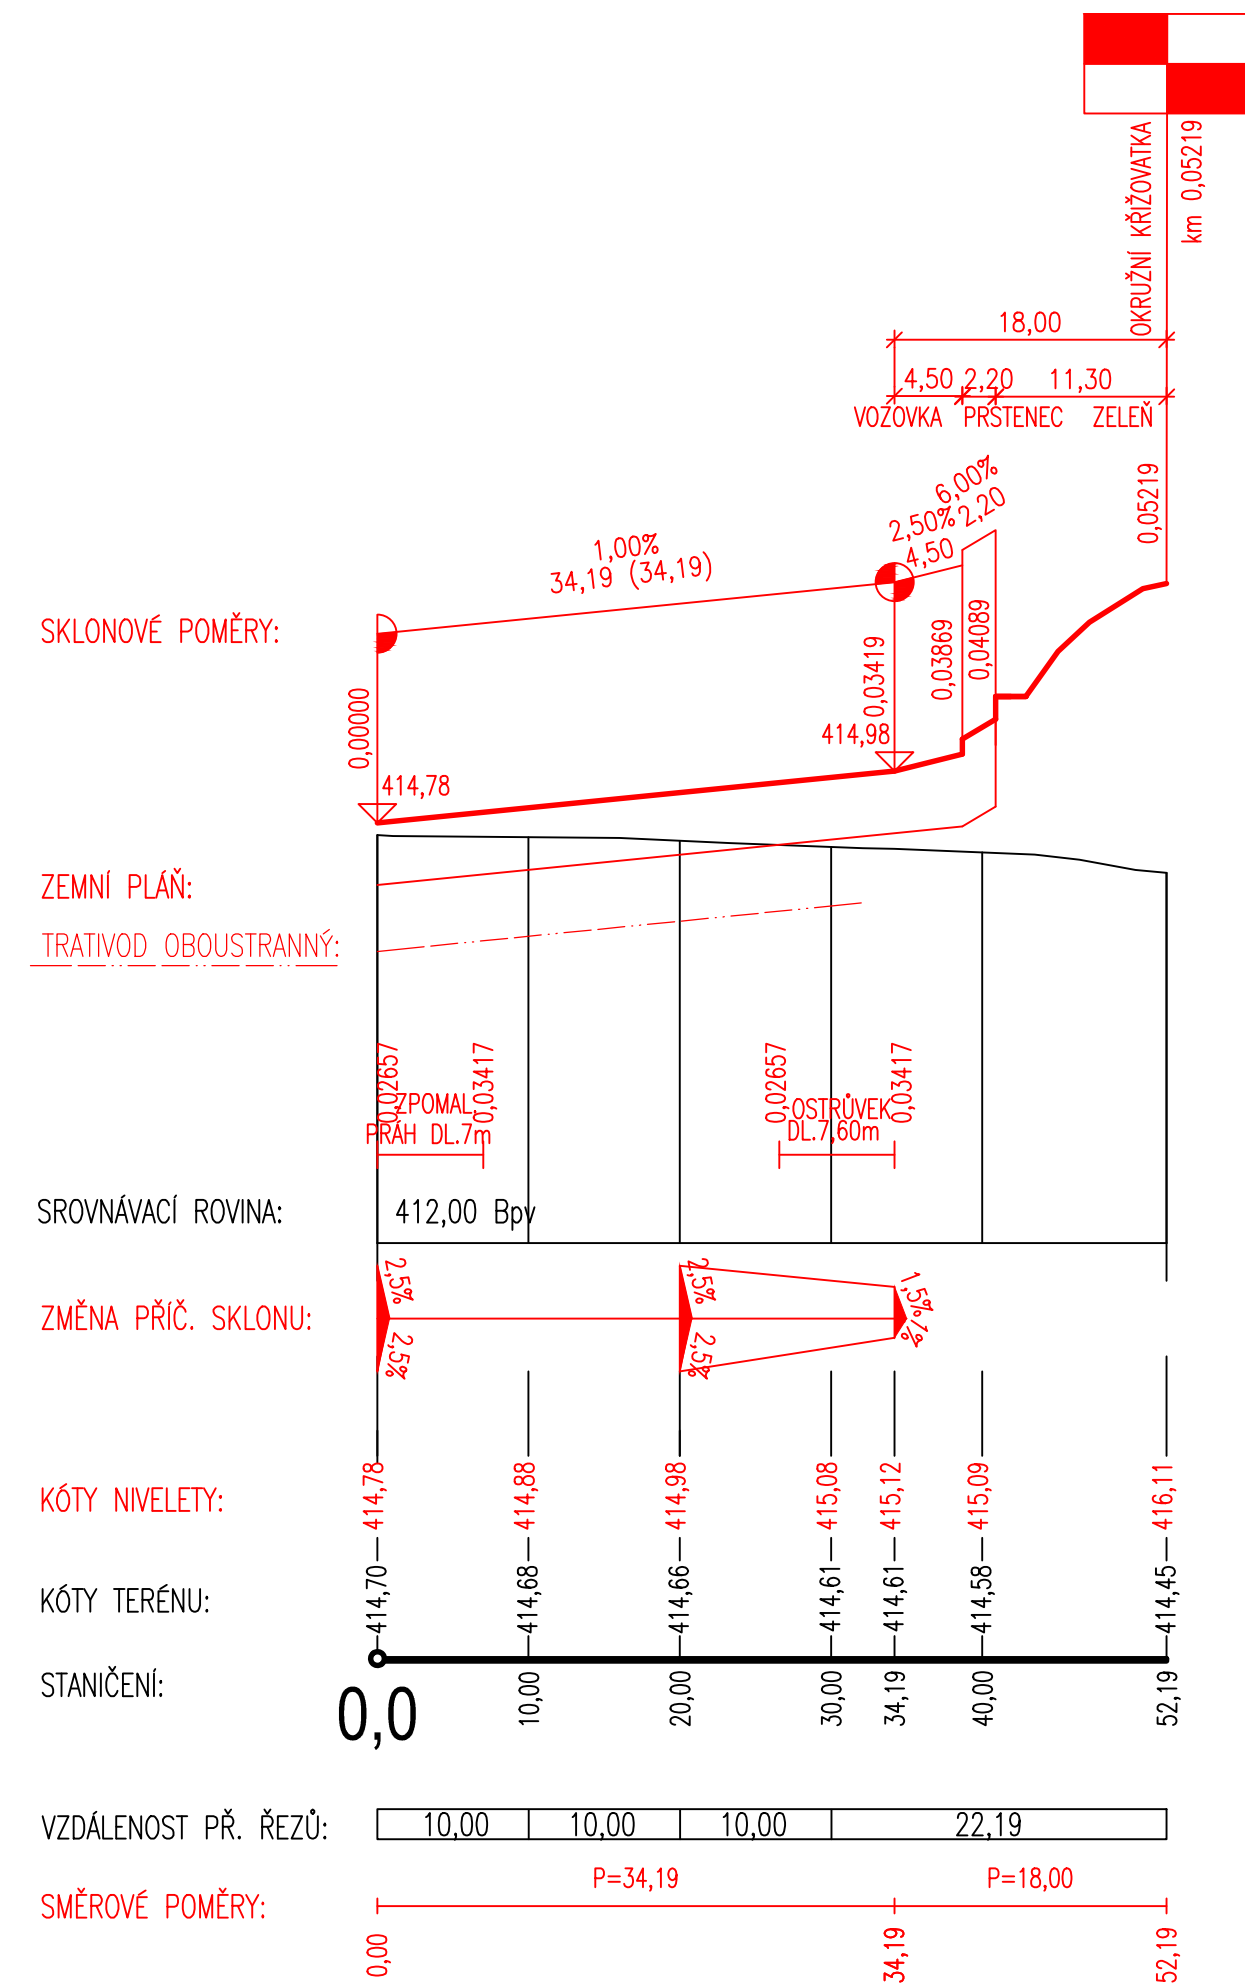 OKRUŽNÍ KŘIŽOVATKA
km 0,05219
18,00
4,50 2,20 11,30
VOZOVKA PRSTENEC ZELEŇ
0,05219
6,00%
2,20
2,50%
4,50
1,00%
34,19 (34,19)
SKLONOVÉ POMĚRY:
0,00000
414,78
0,03419
414,98
0,03869
0,04089
ZEMNÍ PLÁŇ:
TRATIVOD OBOUSTRANNÝ:
0,02657
0,03417
ZPOMAL.
PRÁH DL.7m
0,02657
0,03417
OSTRŮVEK
DL.7,60m
SROVNÁVACÍ ROVINA: 412,00 Bpv
ZMĚNA PŘÍČ. SKLONU:
2,5%
2,5%
2,5%
2,5%
1,5%
1%
KÓTY NIVELETY: 414,78 414,88 414,98 415,08 415,12 415,09 416,11
KÓTY TERÉNU: 414,70 414,68 414,66 414,61 414,61 414,58 414,45
STANIČENÍ: 0,0 10,00 20,00 30,00 34,19 40,00 52,19
VZDÁLENOST PŘ. ŘEZŮ: 10,00 10,00 10,00 22,19
SMĚROVÉ POMĚRY: P=34,19 P=18,00
0,00 34,19 52,19